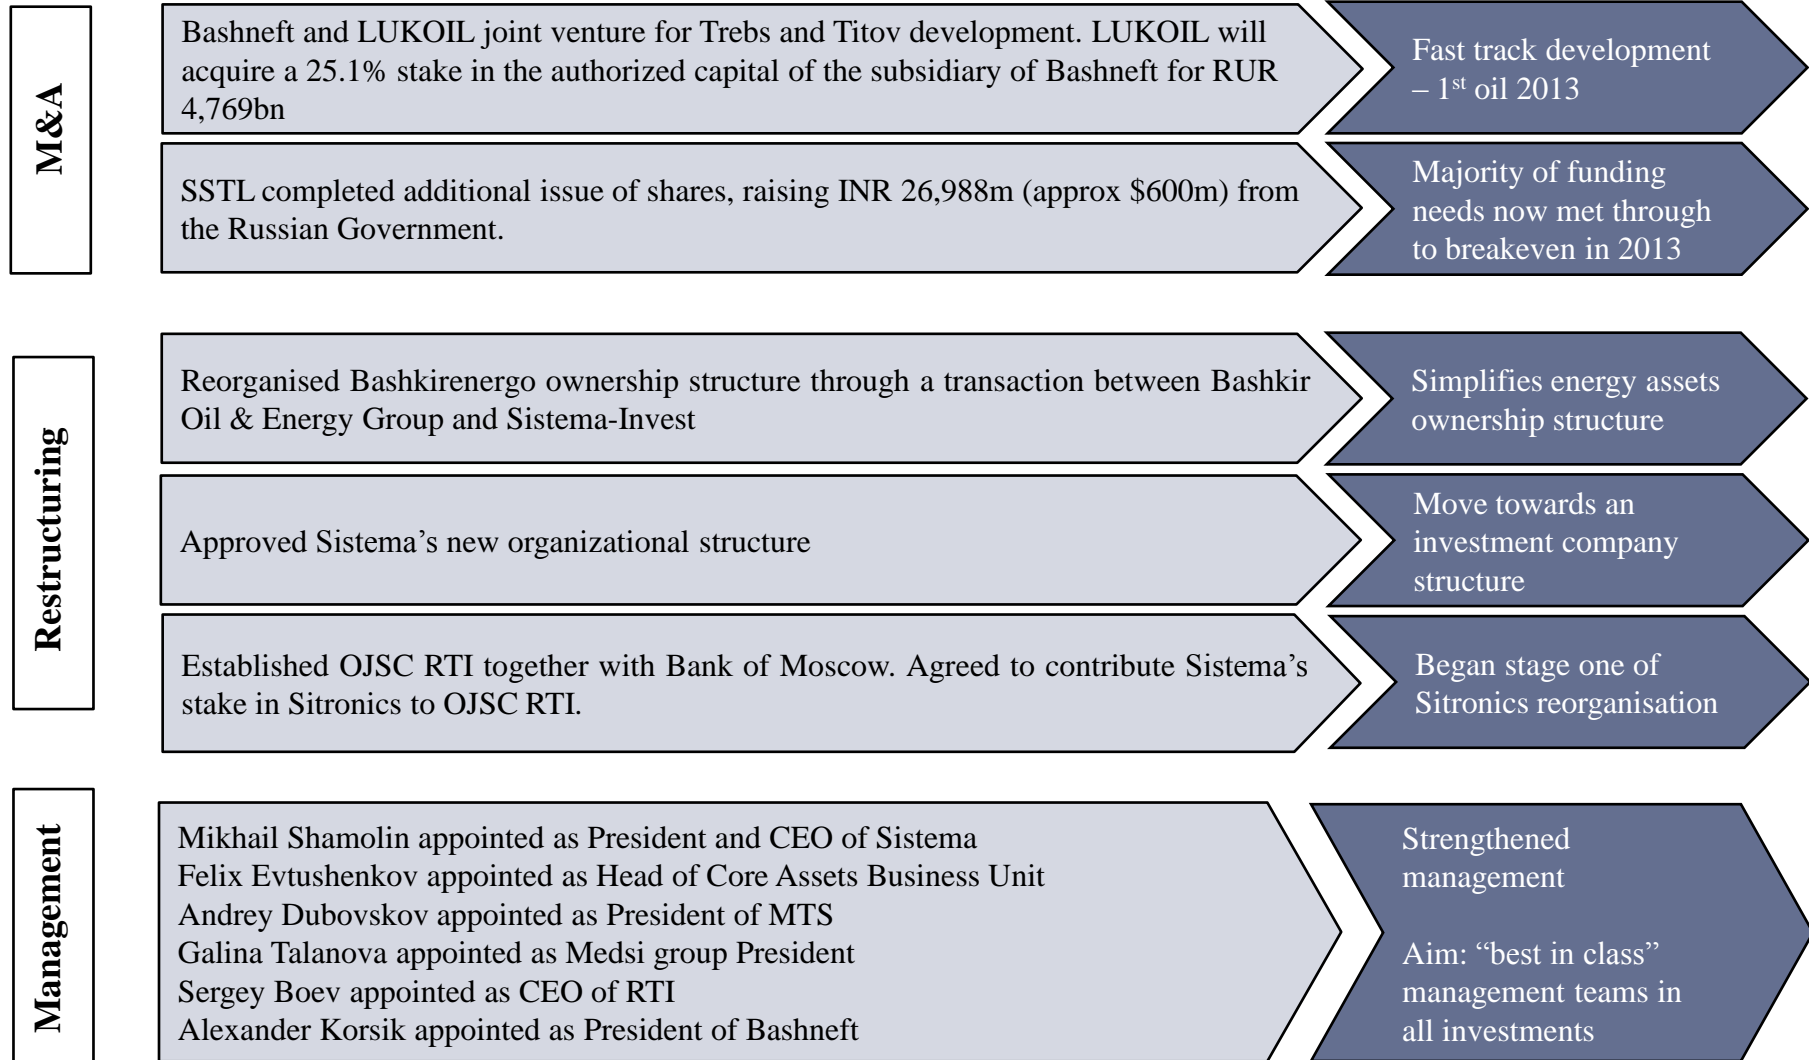 M&A
Bashneft and LUKOIL joint venture for Trebs and Titov development. LUKOIL will
acquire a 25.1% stake in the authorized capital of the subsidiary of Bashneft for RUR
4,769bn
Fast track development
– 1st oil 2013
SSTL completed additional issue of shares, raising INR 26,988m (approx $600m) from
the Russian Government.
Majority of funding
needs now met through
to breakeven in 2013
Restructuring
Reorganised Bashkirenergo ownership structure through a transaction between Bashkir
Oil & Energy Group and Sistema-Invest
Simplifies energy assets
ownership structure
Approved Sistema’s new organizational structure
Move towards an
investment company
structure
Established OJSC RTI together with Bank of Moscow. Agreed to contribute Sistema’s
stake in Sitronics to OJSC RTI.
Began stage one of
Sitronics reorganisation
Management
Mikhail Shamolin appointed as President and CEO of Sistema
Felix Evtushenkov appointed as Head of Core Assets Business Unit
Andrey Dubovskov appointed as President of MTS
Galina Talanova appointed as Medsi group President
Sergey Boev appointed as CEO of RTI
Alexander Korsik appointed as President of Bashneft
Strengthened
management
Aim: “best in class”
management teams in
all investments